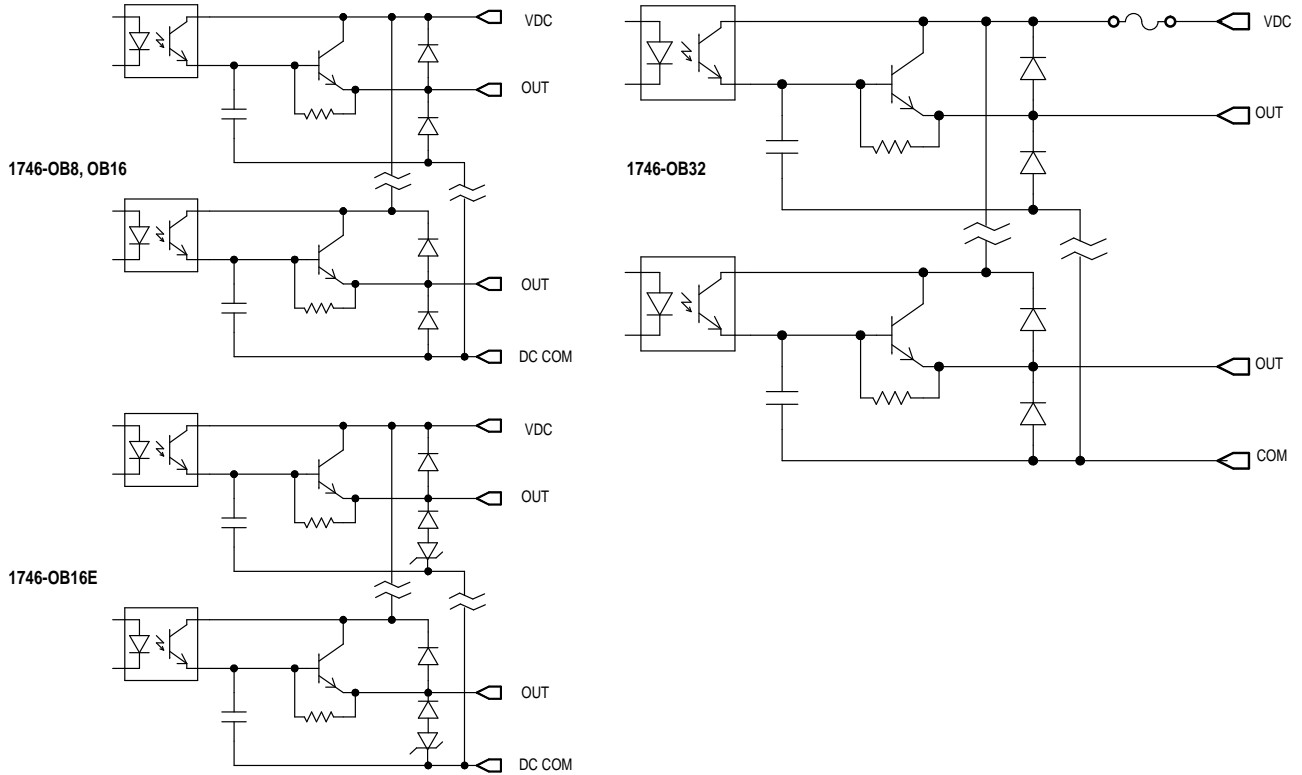 VDC
OUT
1746-OB8, OB16
OUT
DC COM
VDC
OUT
1746-OB16E
OUT
DC COM
VDC
OUT
1746-OB32
OUT
COM